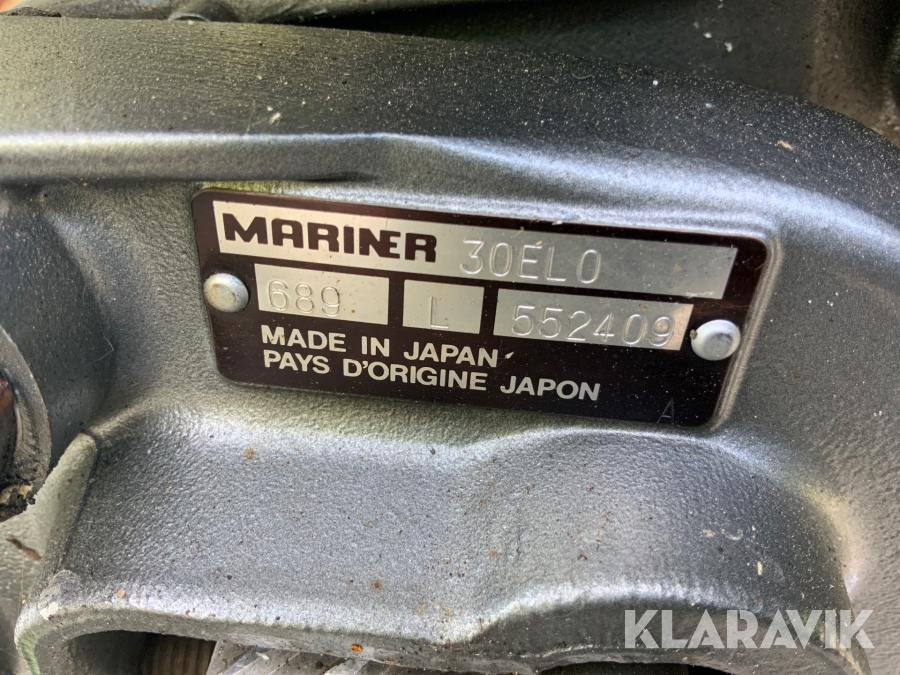 MARINER 30ELO
689 L 552409
MADE IN JAPAN
PAYS D'ORIGINE JAPON
A
KLARAVIK